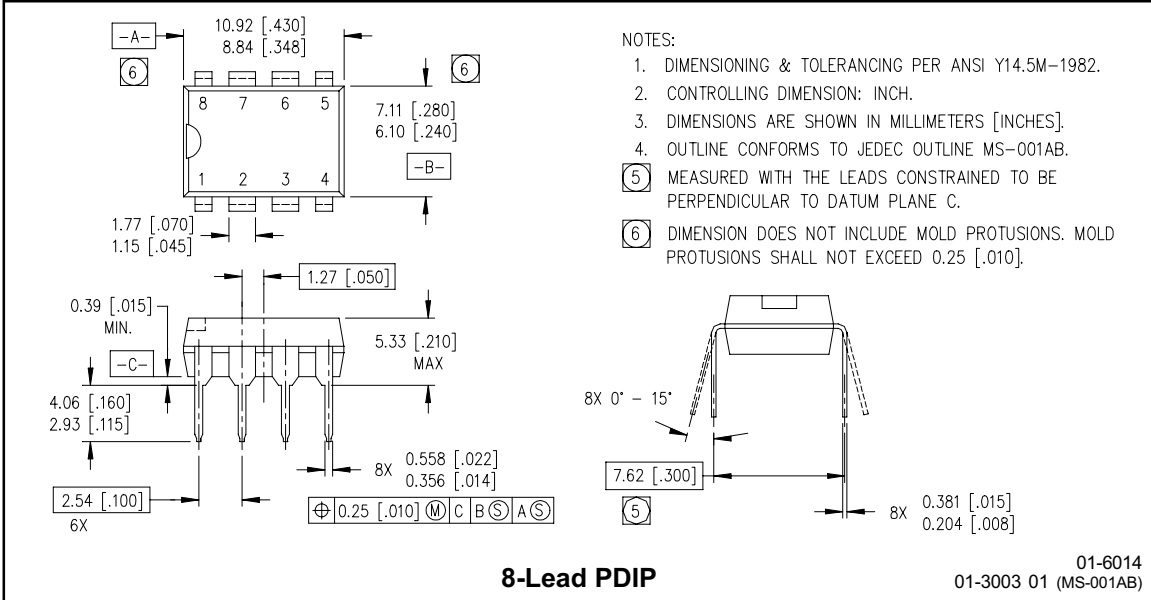 -A-
10.92 [.430]
8.84 [.348]
6
6
8 7 6 5
1 2 3 4
7.11 [.280]
6.10 [.240]
-B-
1.77 [.070]
1.15 [.045]
1.27 [.050]
0.39 [.015]
MIN.
-C-
5.33 [.210]
MAX
4.06 [.160]
2.93 [.115]
8X 0.558 [.022]
0.356 [.014]
2.54 [.100]
6X
⌖ 0.25 [.010] Ⓜ C B Ⓢ A Ⓢ
NOTES:
1. DIMENSIONING & TOLERANCING PER ANSI Y14.5M-1982.
2. CONTROLLING DIMENSION: INCH.
3. DIMENSIONS ARE SHOWN IN MILLIMETERS [INCHES].
4. OUTLINE CONFORMS TO JEDEC OUTLINE MS-001AB.
5 MEASURED WITH THE LEADS CONSTRAINED TO BE
PERPENDICULAR TO DATUM PLANE C.
6 DIMENSION DOES NOT INCLUDE MOLD PROTUSIONS. MOLD
PROTUSIONS SHALL NOT EXCEED 0.25 [.010].
8X 0° - 15°
7.62 [.300]
5
8X 0.381 [.015]
0.204 [.008]
8-Lead PDIP
01-6014
01-3003 01 (MS-001AB)